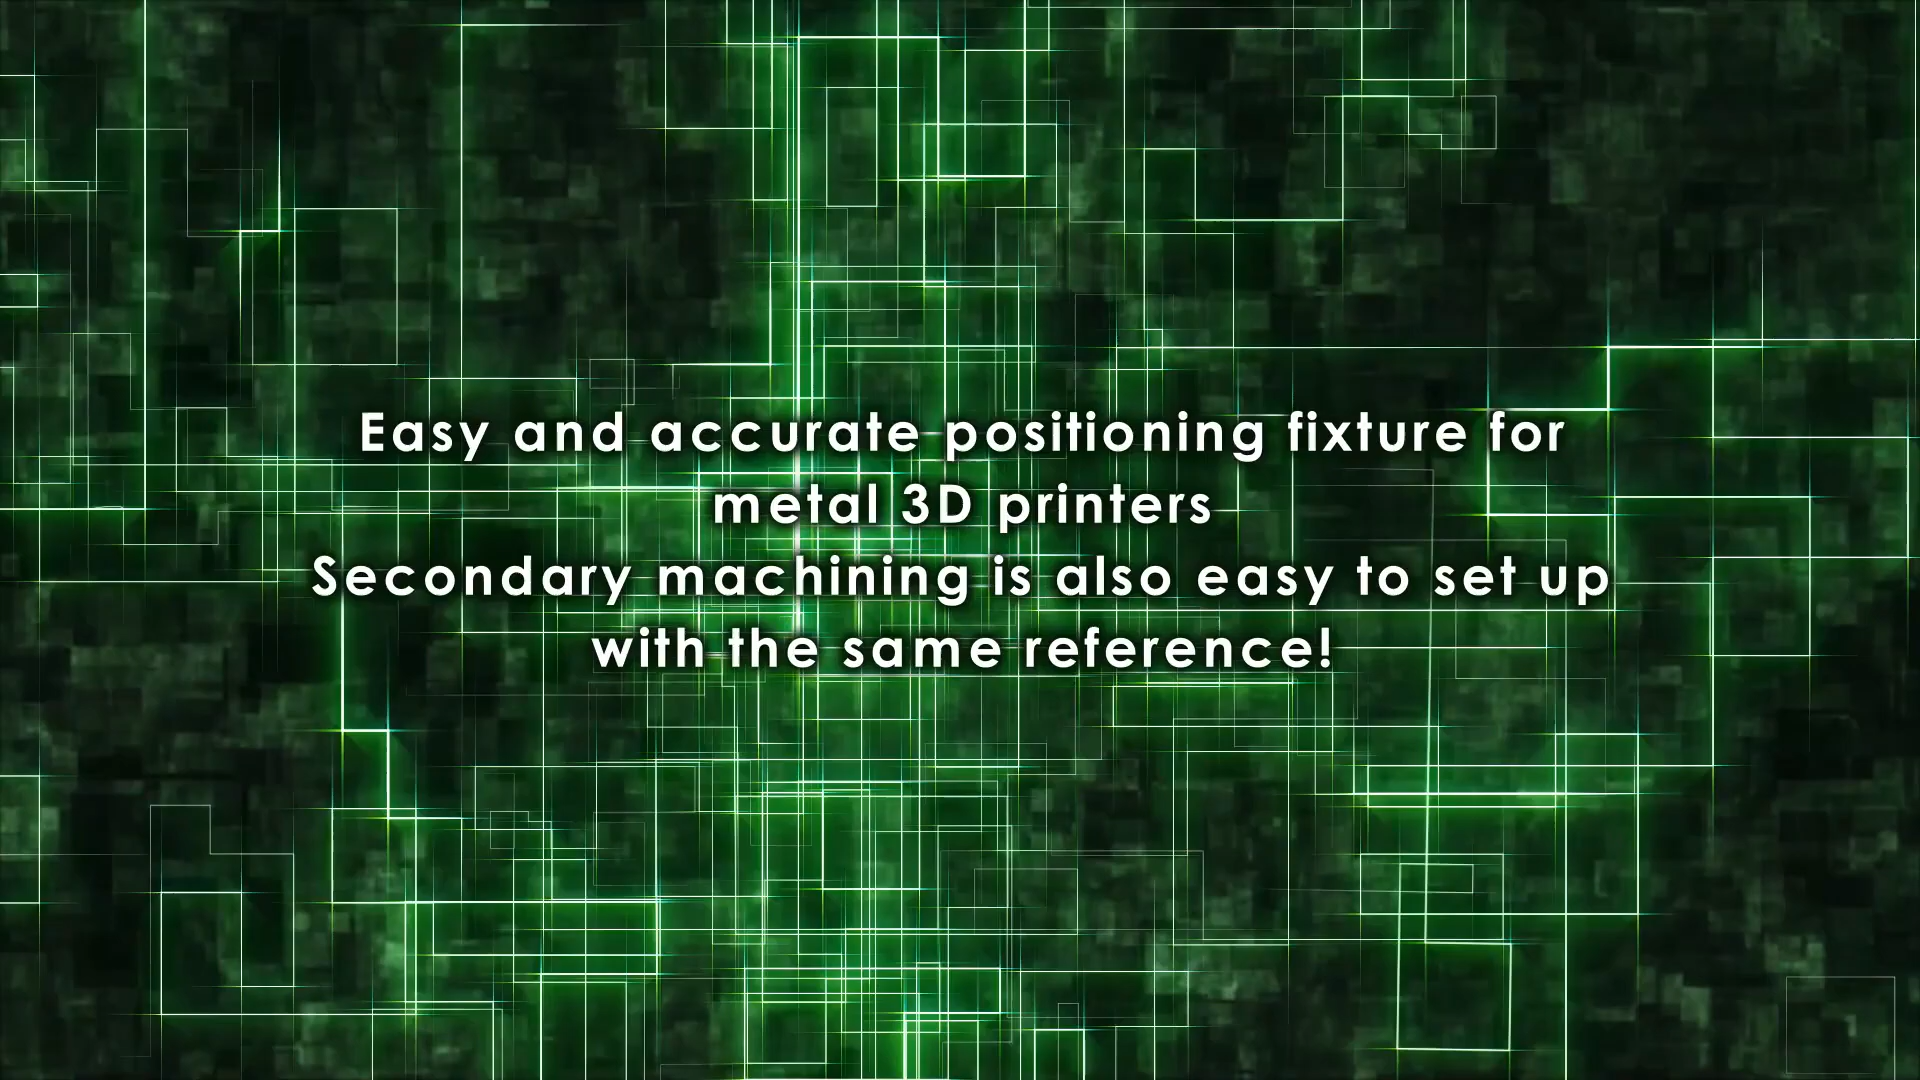 Easy and accurate positioning fixture for
metal 3D printers
Secondary machining is also easy to set up
with the same reference!